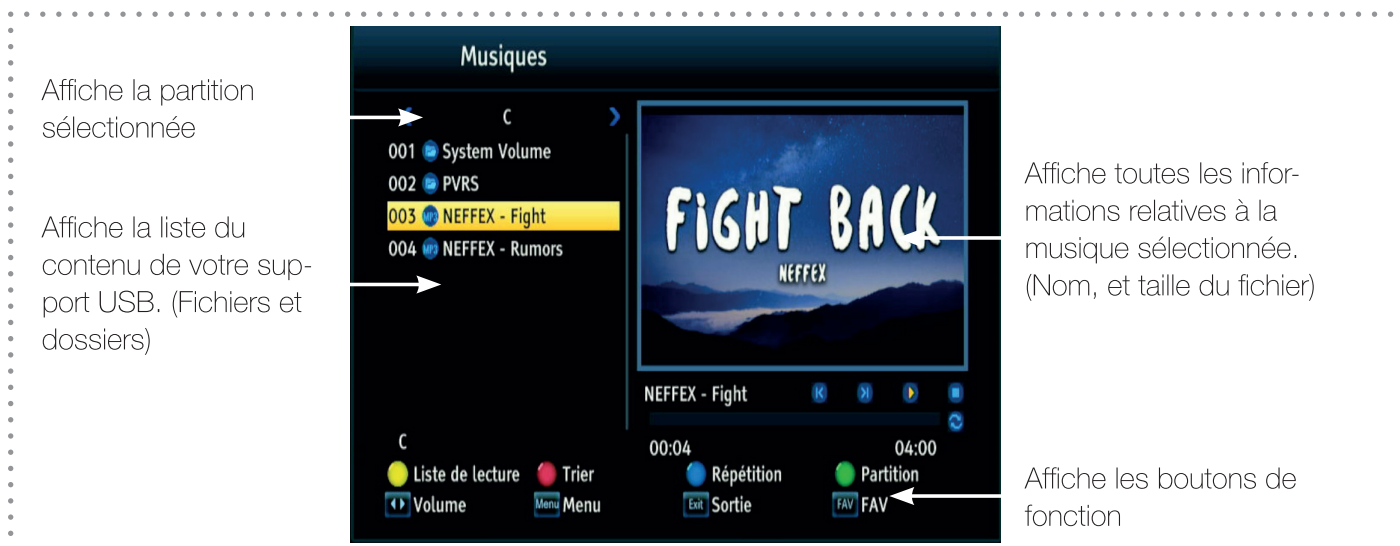 Affiche la partition
sélectionnée
Affiche la liste du
contenu de votre sup-
port USB. (Fichiers et
dossiers)
Musiques
C
001 System Volume
002 PVRS
003 MP3 NEFFEX - Fight
004 MP3 NEFFEX - Rumors
FIGHT BACK
NEFFEX
NEFFEX - Fight
00:04 04:00
C
Liste de lecture Trier Répétition Partition
Volume Menu Menu Exit Sortie FAV FAV
Affiche toutes les infor-
mations relatives à la
musique sélectionnée.
(Nom, et taille du fichier)
Affiche les boutons de
fonction